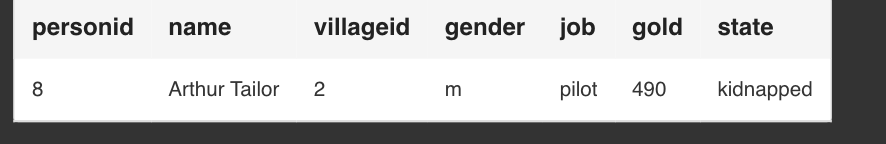 personid name villageid gender job gold state
8 Arthur Tailor 2 m pilot 490 kidnapped